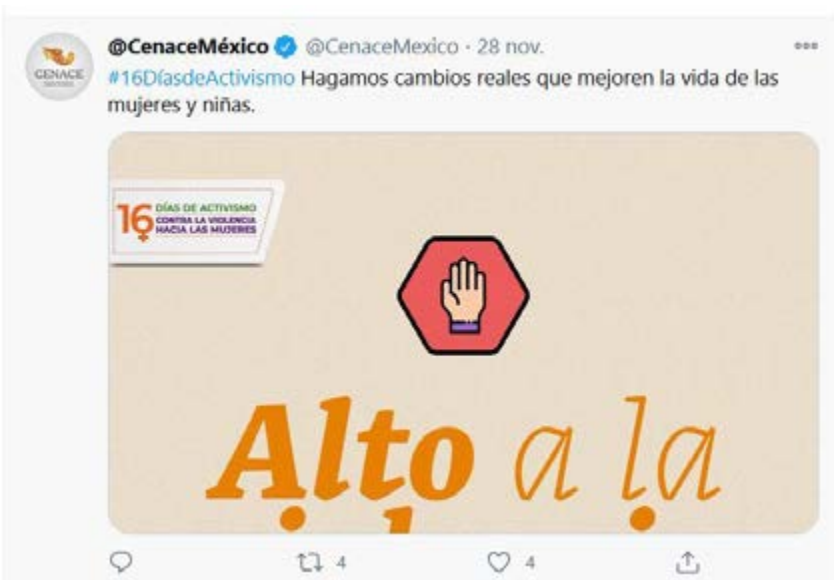 @CenaceMéxico @CenaceMexico · 28 nov.
#16DíasdeActivismo Hagamos cambios reales que mejoren la vida de las
mujeres y niñas.
CENACE
16 DÍAS DE ACTIVISMO
CONTRA LA VIOLENCIA
HACIA LAS MUJERES
Alto a la
4 4